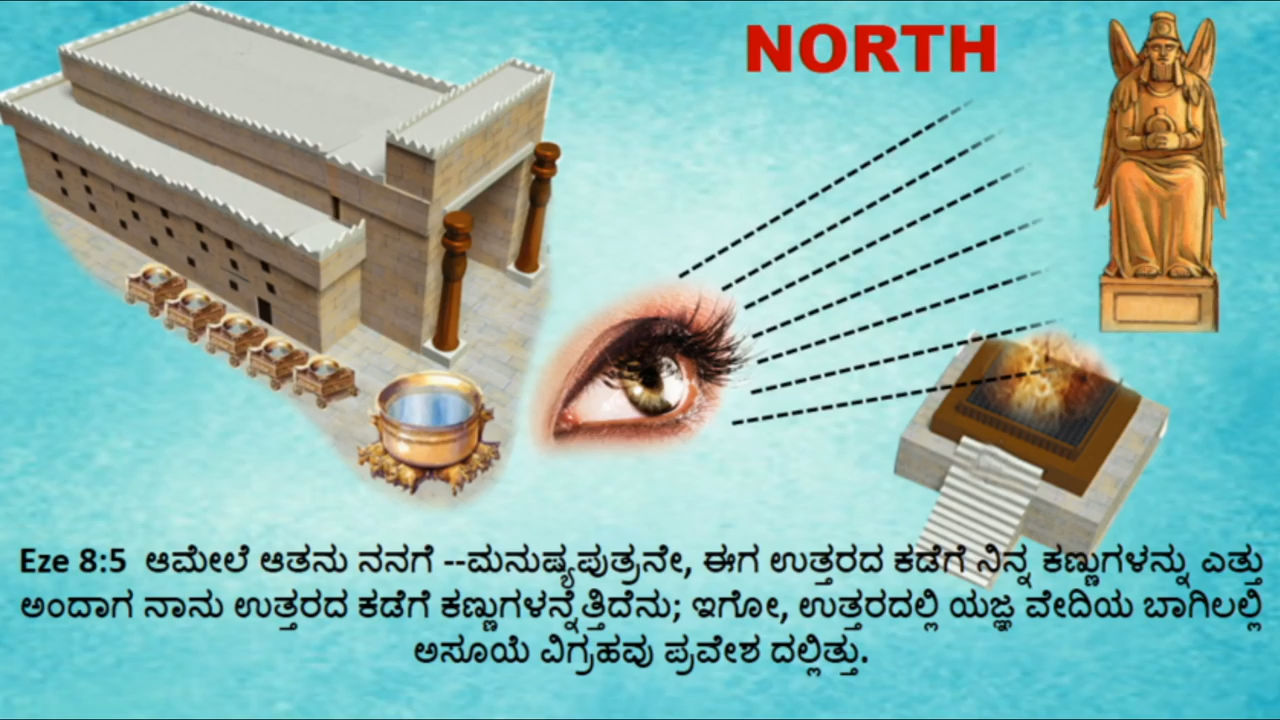 NORTH
Eze 8:5 ಆಮೇಲೆ ಆತನು ನನಗೆ --ಮನುಷ್ಯಪುತ್ರನೇ, ಈಗ ಉತ್ತರದ ಕಡೆಗೆ ನಿನ್ನ ಕಣ್ಣುಗಳನ್ನು ಎತ್ತು
ಅಂದಾಗ ನಾನು ಉತ್ತರದ ಕಡೆಗೆ ಕಣ್ಣುಗಳನ್ನೆತ್ತಿದೆನು; ಇಗೋ, ಉತ್ತರದಲ್ಲಿ ಯಜ್ಞ ವೇದಿಯ ಬಾಗಿಲಲ್ಲಿ
ಅಸೂಯೆ ವಿಗ್ರಹವು ಪ್ರವೇಶ ದಲ್ಲಿತ್ತು.